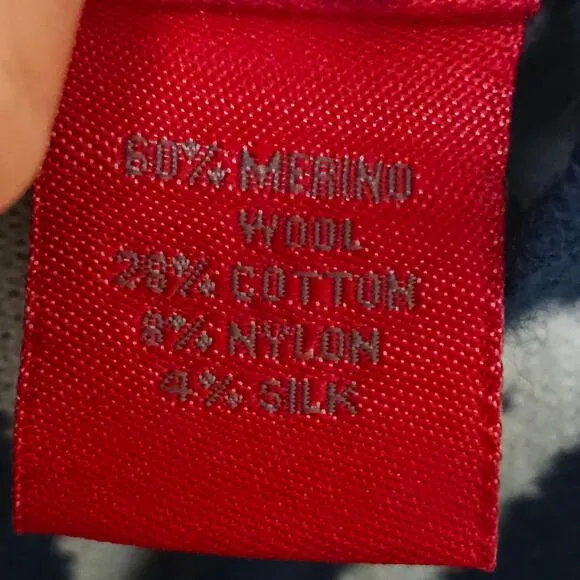 60% MERINO
WOOL
28% COTTON
8% NYLON
4% SILK